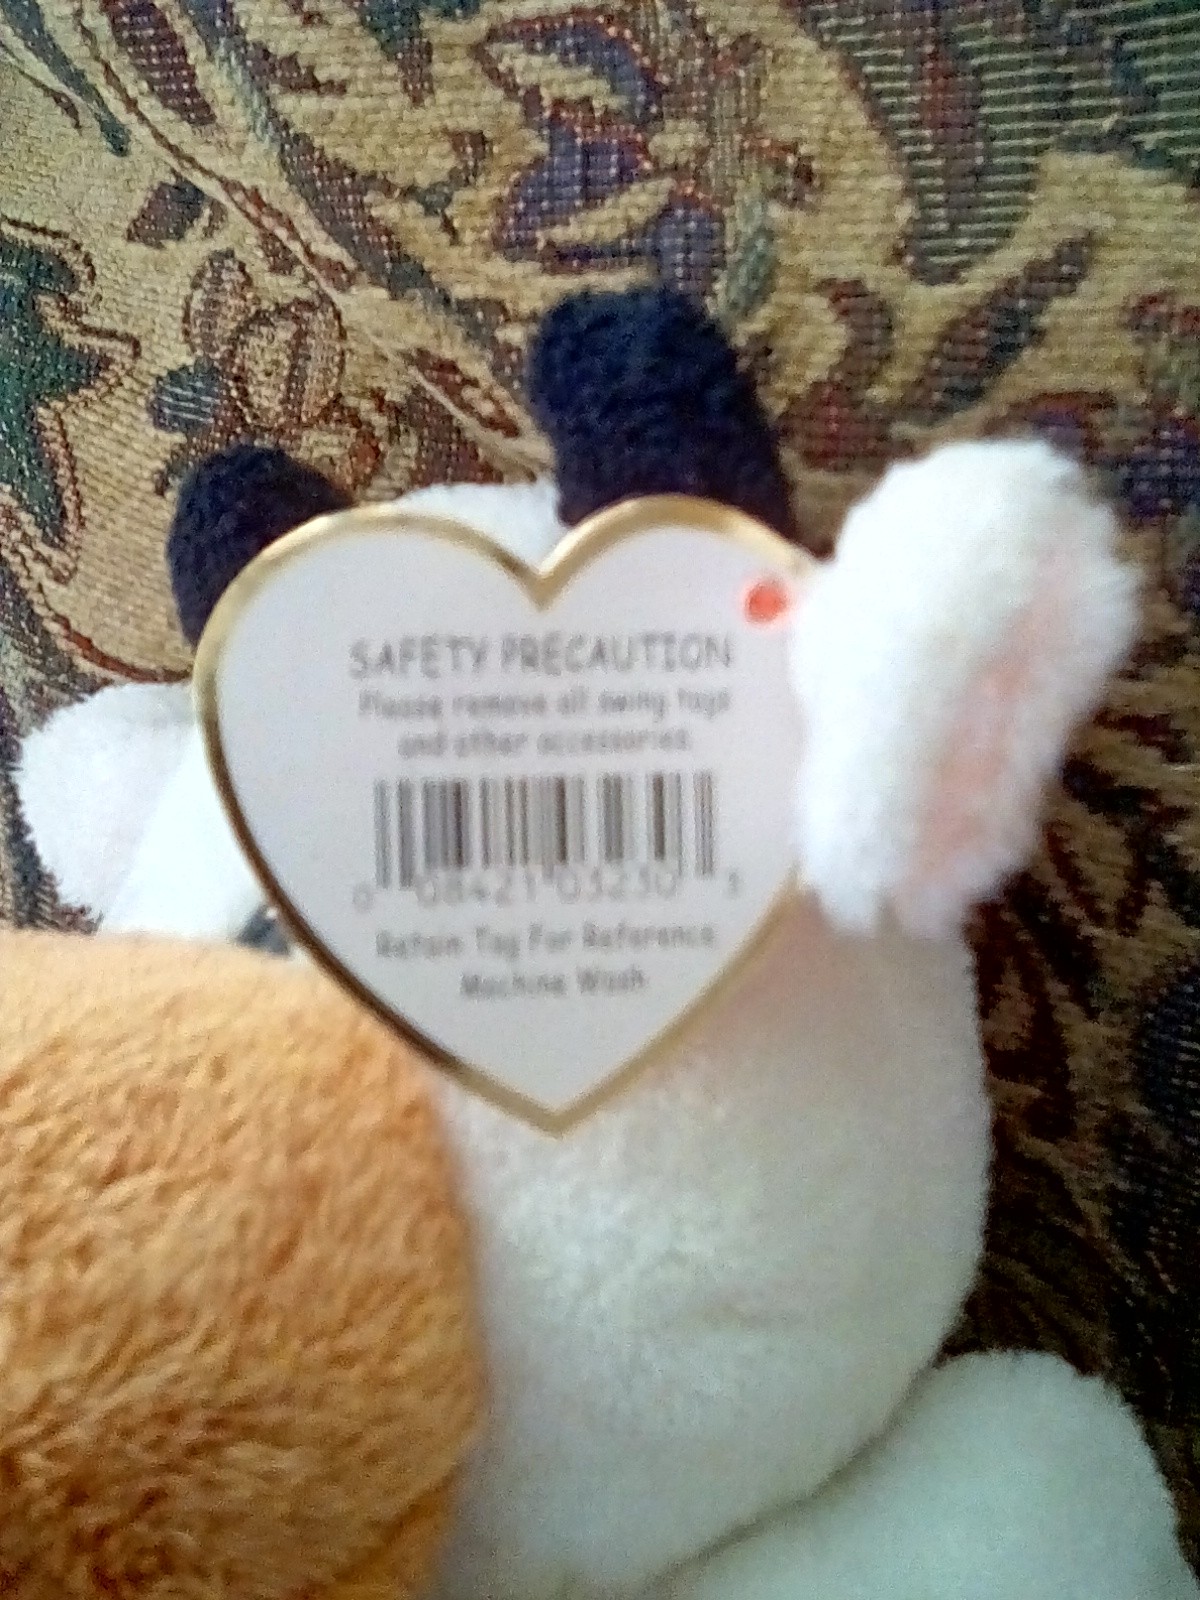 SAFETY PRECAUTION
Please remove all swing tags
and other accessories.
0 08421 03230 3
Retain Tag For Reference
Machine Wash